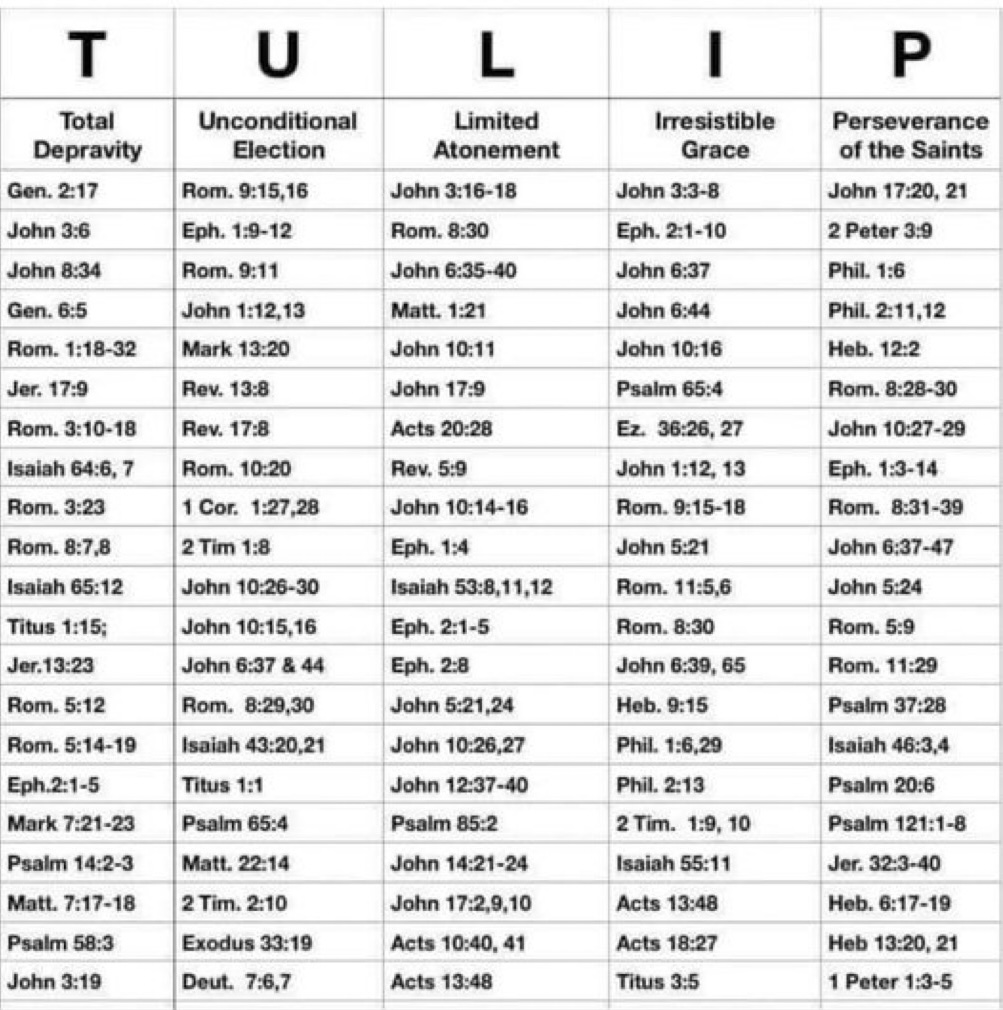 T U L I P
Total Unconditional Limited Irresistible Perseverance
Depravity Election Atonement Grace of the Saints
Gen. 2:17 Rom. 9:15,16 John 3:16-18 John 3:3-8 John 17:20, 21
John 3:6 Eph. 1:9-12 Rom. 8:30 Eph. 2:1-10 2 Peter 3:9
John 8:34 Rom. 9:11 John 6:35-40 John 6:37 Phil. 1:6
Gen. 6:5 John 1:12,13 Matt. 1:21 John 6:44 Phil. 2:11,12
Rom. 1:18-32 Mark 13:20 John 10:11 John 10:16 Heb. 12:2
Jer. 17:9 Rev. 13:8 John 17:9 Psalm 65:4 Rom. 8:28-30
Rom. 3:10-18 Rev. 17:8 Acts 20:28 Ez. 36:26, 27 John 10:27-29
Isaiah 64:6, 7 Rom. 10:20 Rev. 5:9 John 1:12, 13 Eph. 1:3-14
Rom. 3:23 1 Cor. 1:27,28 John 10:14-16 Rom. 9:15-18 Rom. 8:31-39
Rom. 8:7,8 2 Tim 1:8 Eph. 1:4 John 5:21 John 6:37-47
Isaiah 65:12 John 10:26-30 Isaiah 53:8,11,12 Rom. 11:5,6 John 5:24
Titus 1:15; John 10:15,16 Eph. 2:1-5 Rom. 8:30 Rom. 5:9
Jer.13:23 John 6:37 & 44 Eph. 2:8 John 6:39, 65 Rom. 11:29
Rom. 5:12 Rom. 8:29,30 John 5:21,24 Heb. 9:15 Psalm 37:28
Rom. 5:14-19 Isaiah 43:20,21 John 10:26,27 Phil. 1:6,29 Isaiah 46:3,4
Eph.2:1-5 Titus 1:1 John 12:37-40 Phil. 2:13 Psalm 20:6
Mark 7:21-23 Psalm 65:4 Psalm 85:2 2 Tim. 1:9, 10 Psalm 121:1-8
Psalm 14:2-3 Matt. 22:14 John 14:21-24 Isaiah 55:11 Jer. 32:3-40
Matt. 7:17-18 2 Tim. 2:10 John 17:2,9,10 Acts 13:48 Heb. 6:17-19
Psalm 58:3 Exodus 33:19 Acts 10:40, 41 Acts 18:27 Heb 13:20, 21
John 3:19 Deut. 7:6,7 Acts 13:48 Titus 3:5 1 Peter 1:3-5